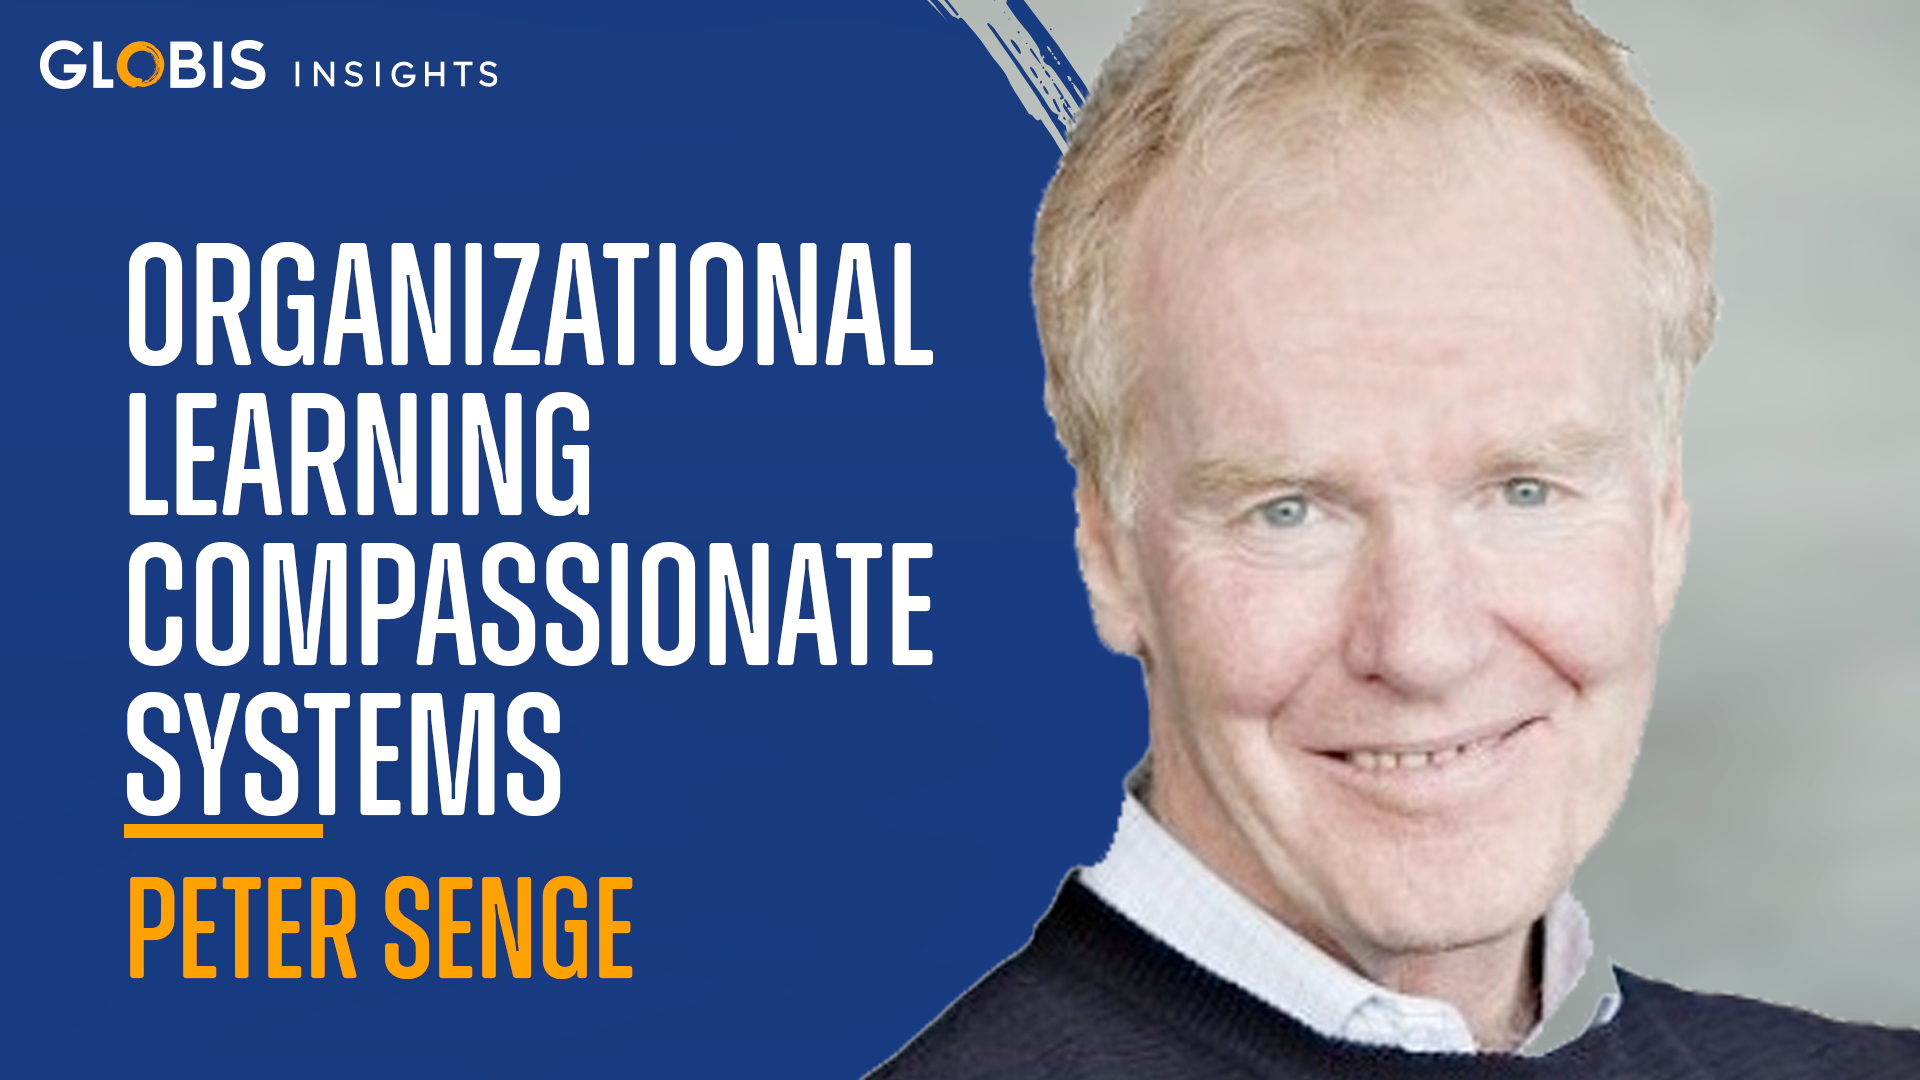 GLOBIS INSIGHTS
ORGANIZATIONAL
LEARNING
COMPASSIONATE
SYSTEMS
PETER SENGE